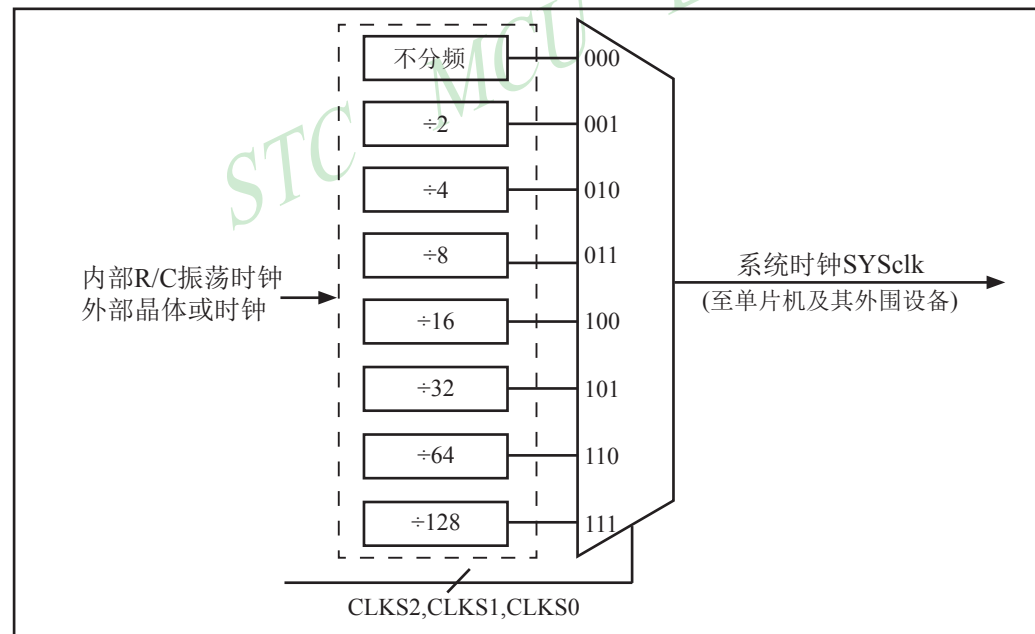 STC MCU
不分频
000
÷2
001
÷4
010
÷8
011
÷16
100
÷32
101
÷64
110
÷128
111
内部R/C振荡时钟
外部晶体或时钟
系统时钟SYSclk
(至单片机及其外围设备)
CLKS2,CLKS1,CLKS0